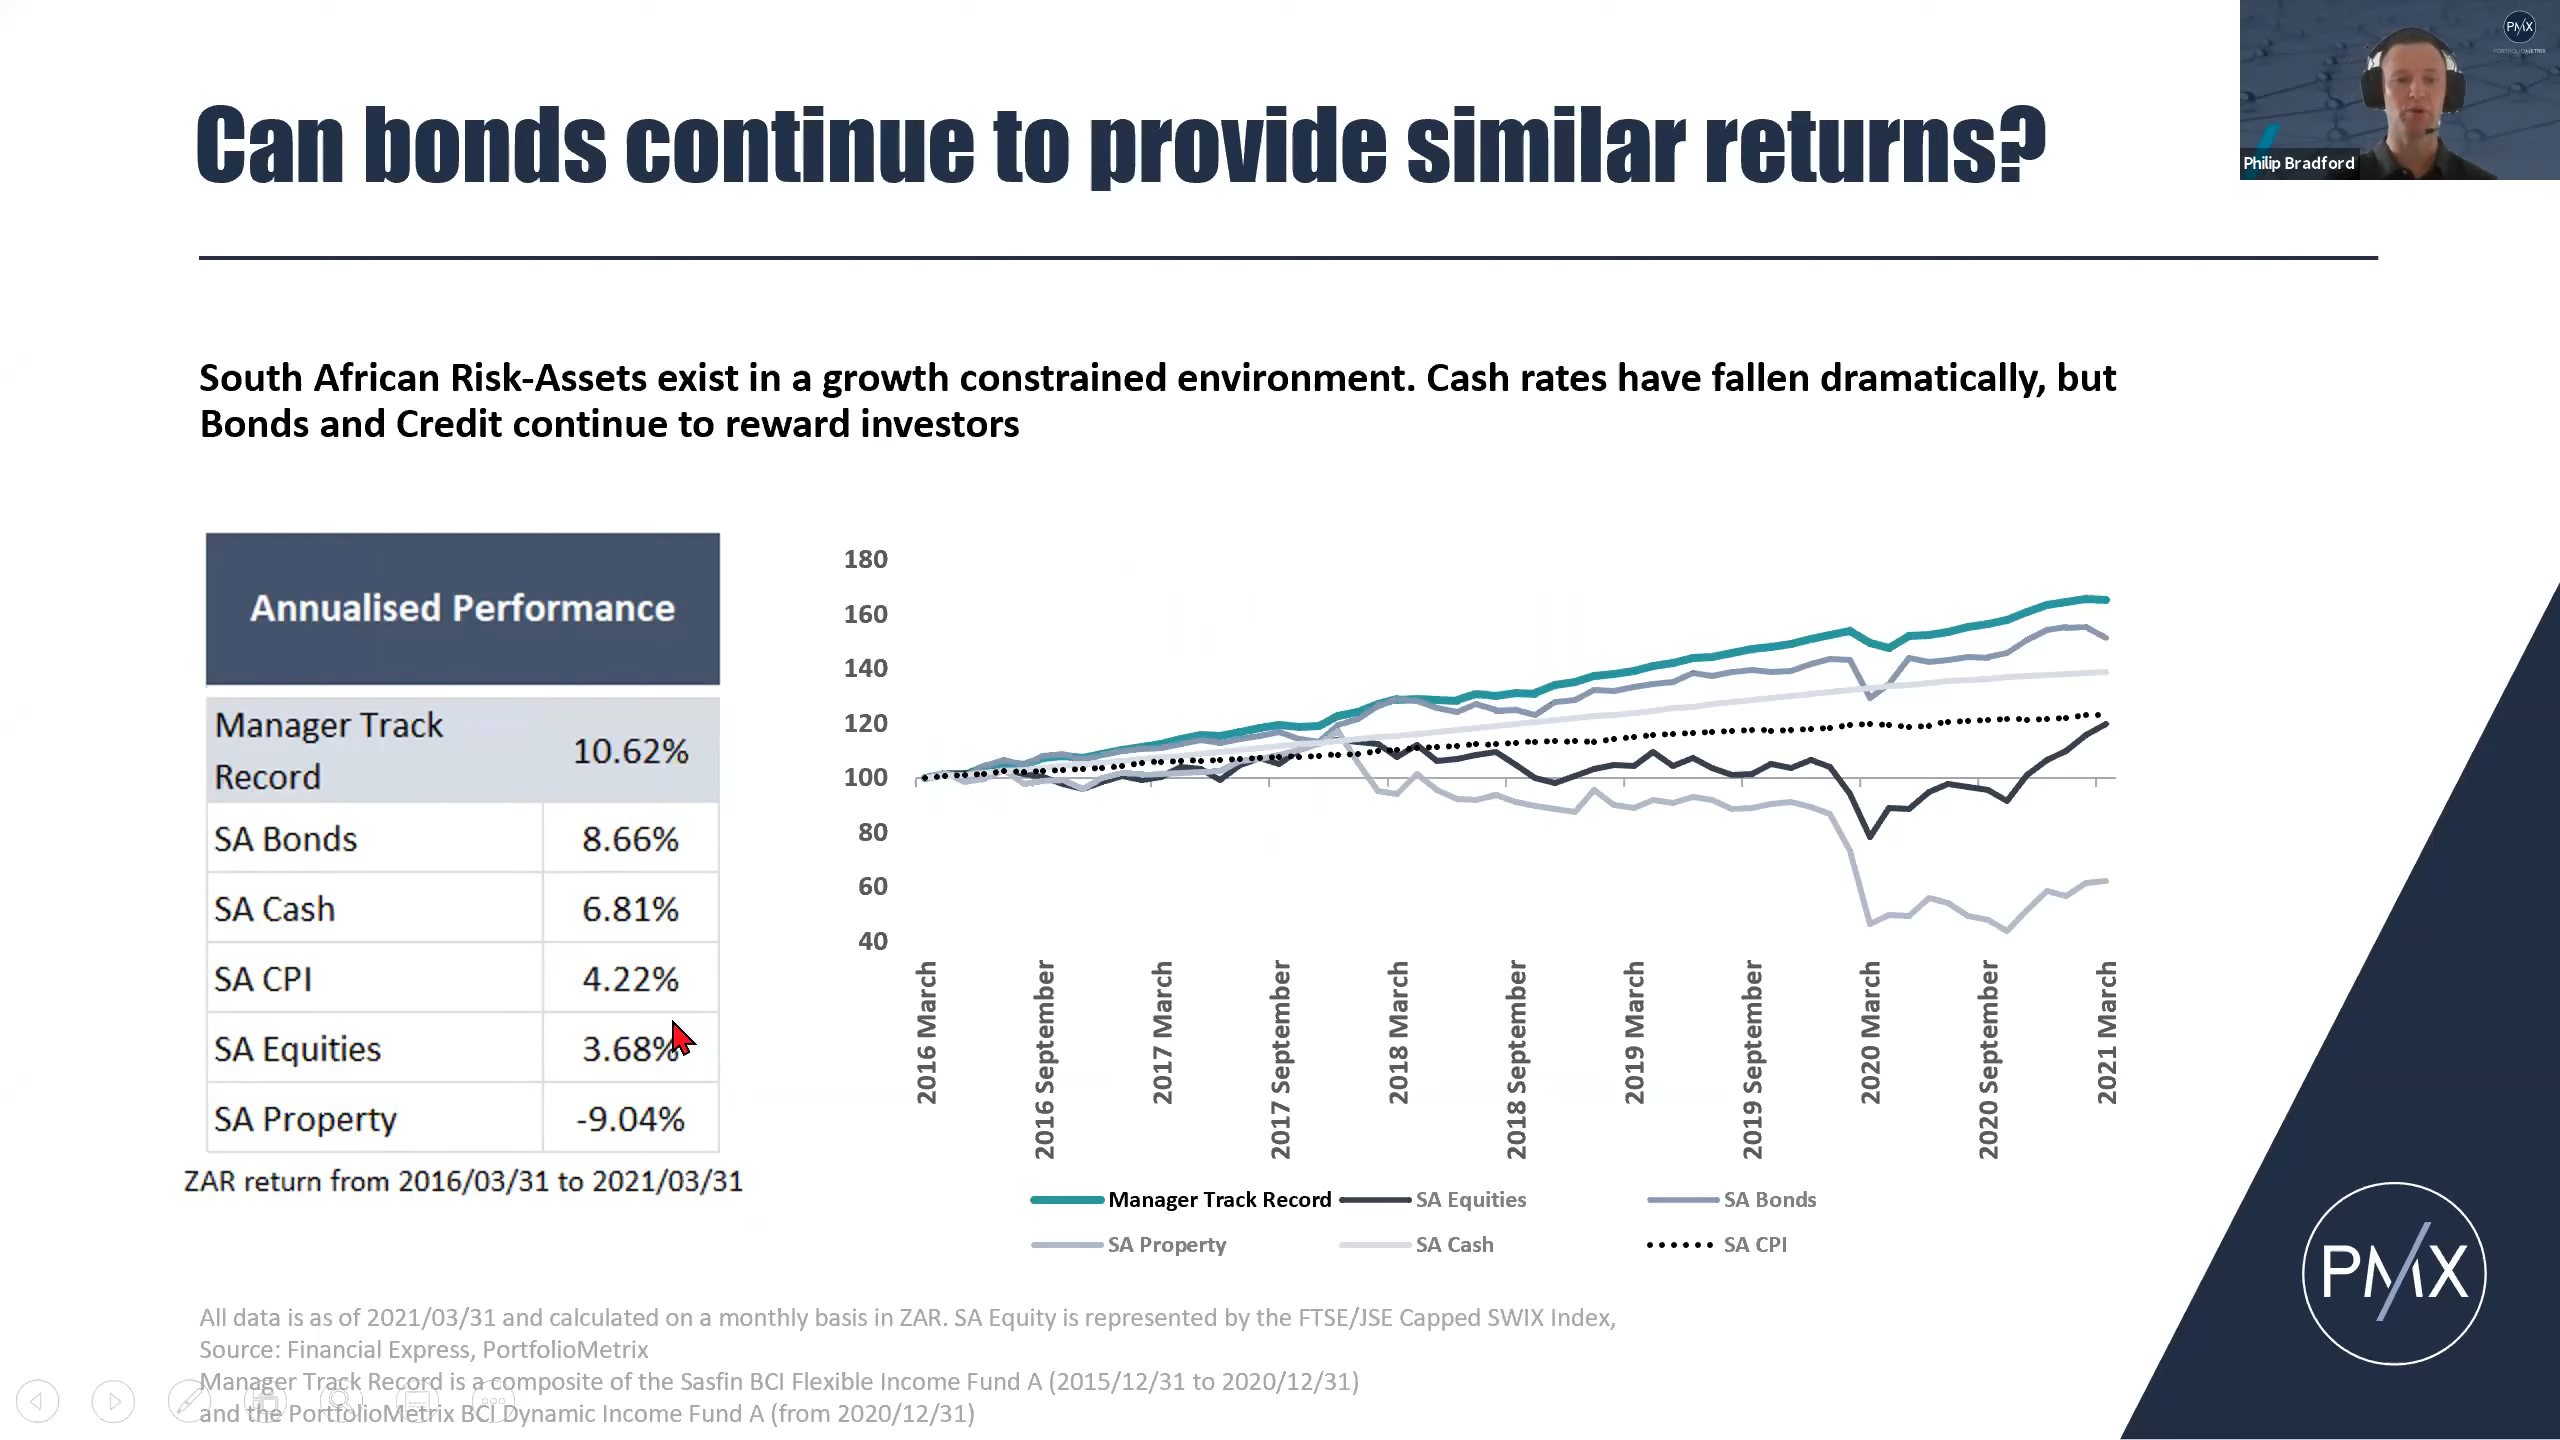 PMX
PORTFOLIOMETRIX
Philip Bradford
Can bonds continue to provide similar returns?
South African Risk-Assets exist in a growth constrained environment. Cash rates have fallen dramatically, but
Bonds and Credit continue to reward investors
Annualised Performance
Manager Track
Record 10.62%
SA Bonds 8.66%
SA Cash 6.81%
SA CPI 4.22%
SA Equities 3.68%
SA Property -9.04%
ZAR return from 2016/03/31 to 2021/03/31
180
160
140
120
100
80
60
40
2016 March
2016 September
2017 March
2017 September
2018 March
2018 September
2019 March
2019 September
2020 March
2020 September
2021 March
Manager Track Record SA Equities SA Bonds
SA Property SA Cash SA CPI
All data is as of 2021/03/31 and calculated on a monthly basis in ZAR. SA Equity is represented by the FTSE/JSE Capped SWIX Index,
Source: Financial Express, PortfolioMetrix
Manager Track Record is a composite of the Sasfin BCI Flexible Income Fund A (2015/12/31 to 2020/12/31)
and the PortfolioMetrix BCI Dynamic Income Fund A (from 2020/12/31)
PMX